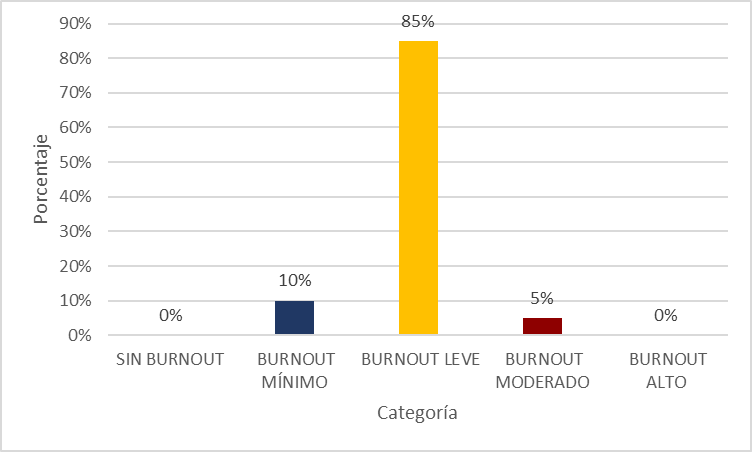 90%
80%
70%
60%
50%
40%
30%
20%
10%
0%
Porcentaje
0%
10%
85%
5%
0%
SIN BURNOUT
BURNOUT
MÍNIMO
BURNOUT LEVE
BURNOUT
MODERADO
BURNOUT
ALTO
Categoría